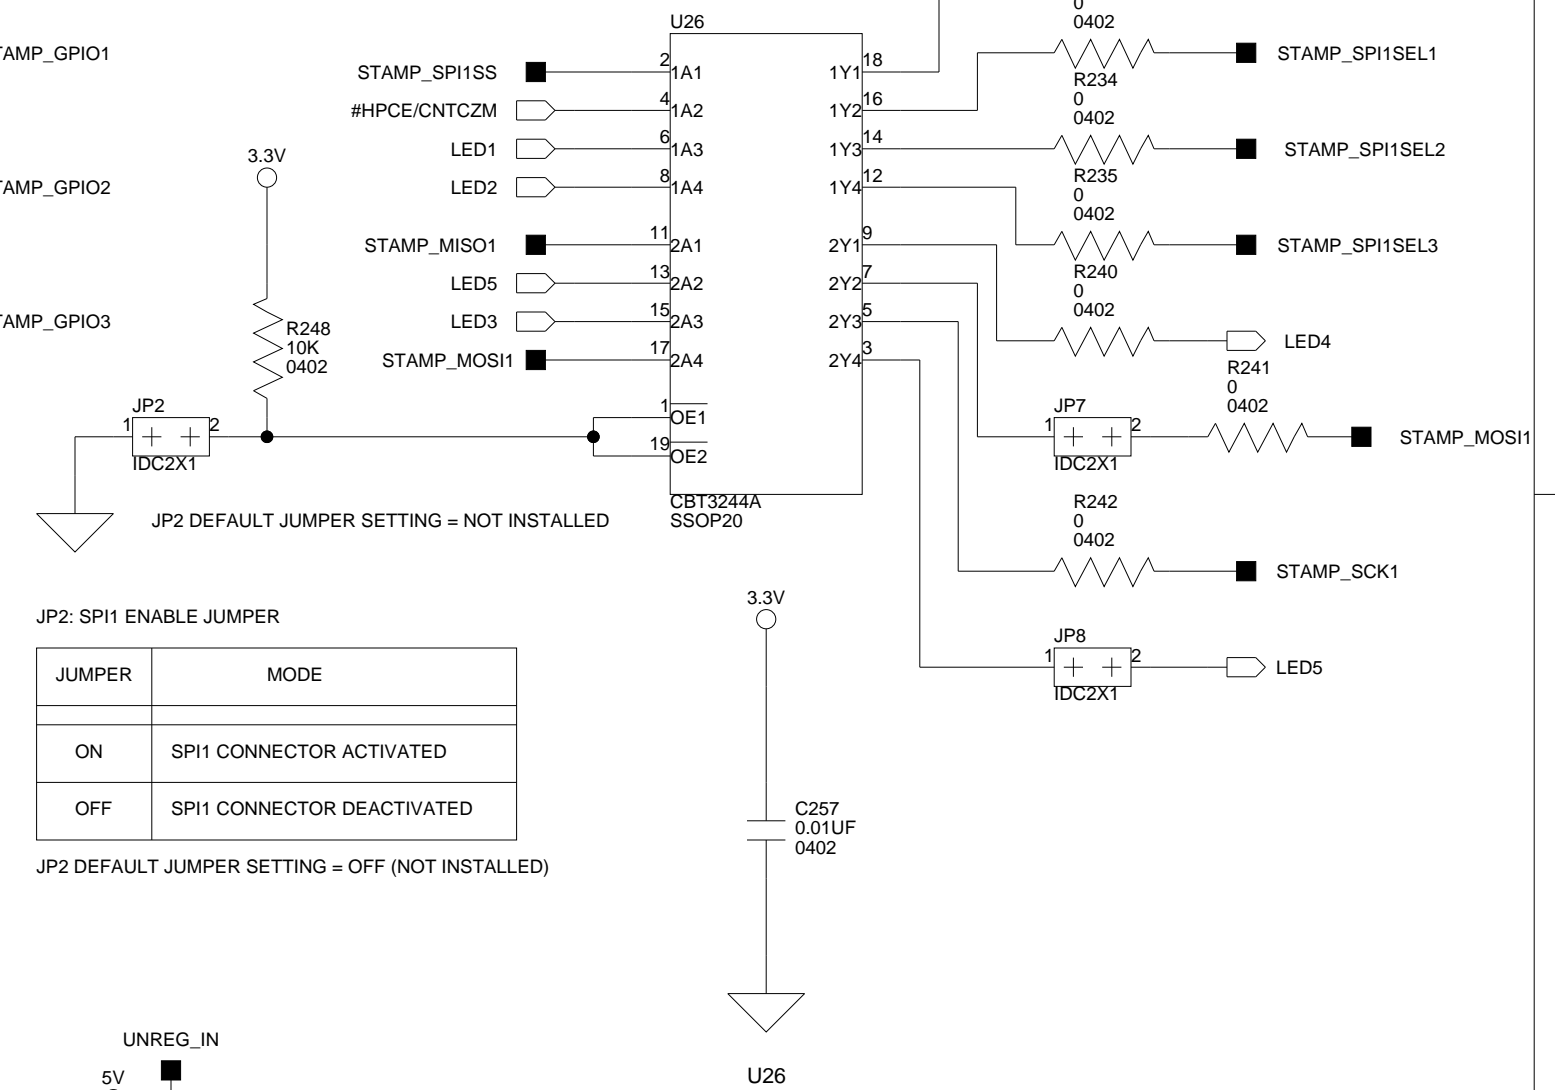 0
0402
U26
TAMP_GPIO1
STAMP_SPI1SS
2
1A1
1Y1
18
STAMP_SPI1SEL1
R234
0
0402
#HPCE/CNTCZM
4
1A2
1Y2
16
LED1
6
1A3
1Y3
14
STAMP_SPI1SEL2
3.3V
R235
0
0402
TAMP_GPIO2
LED2
8
1A4
1Y4
12
STAMP_MISO1
11
2A1
2Y1
9
STAMP_SPI1SEL3
R240
0
0402
LED5
13
2A2
2Y2
7
TAMP_GPIO3
R248
10K
0402
LED3
15
2A3
2Y3
5
STAMP_MOSI1
17
2A4
2Y4
3
LED4
R241
0
0402
JP2
1
2
IDC2X1
1
OE1
19
OE2
JP7
1
2
IDC2X1
STAMP_MOSI1
CBT3244A
SSOP20
JP2 DEFAULT JUMPER SETTING = NOT INSTALLED
R242
0
0402
STAMP_SCK1
JP2: SPI1 ENABLE JUMPER
3.3V
JP8
1
2
IDC2X1
LED5
JUMPER MODE
ON SPI1 CONNECTOR ACTIVATED
OFF SPI1 CONNECTOR DEACTIVATED
JP2 DEFAULT JUMPER SETTING = OFF (NOT INSTALLED)
C257
0.01UF
0402
UNREG_IN
5V
U26